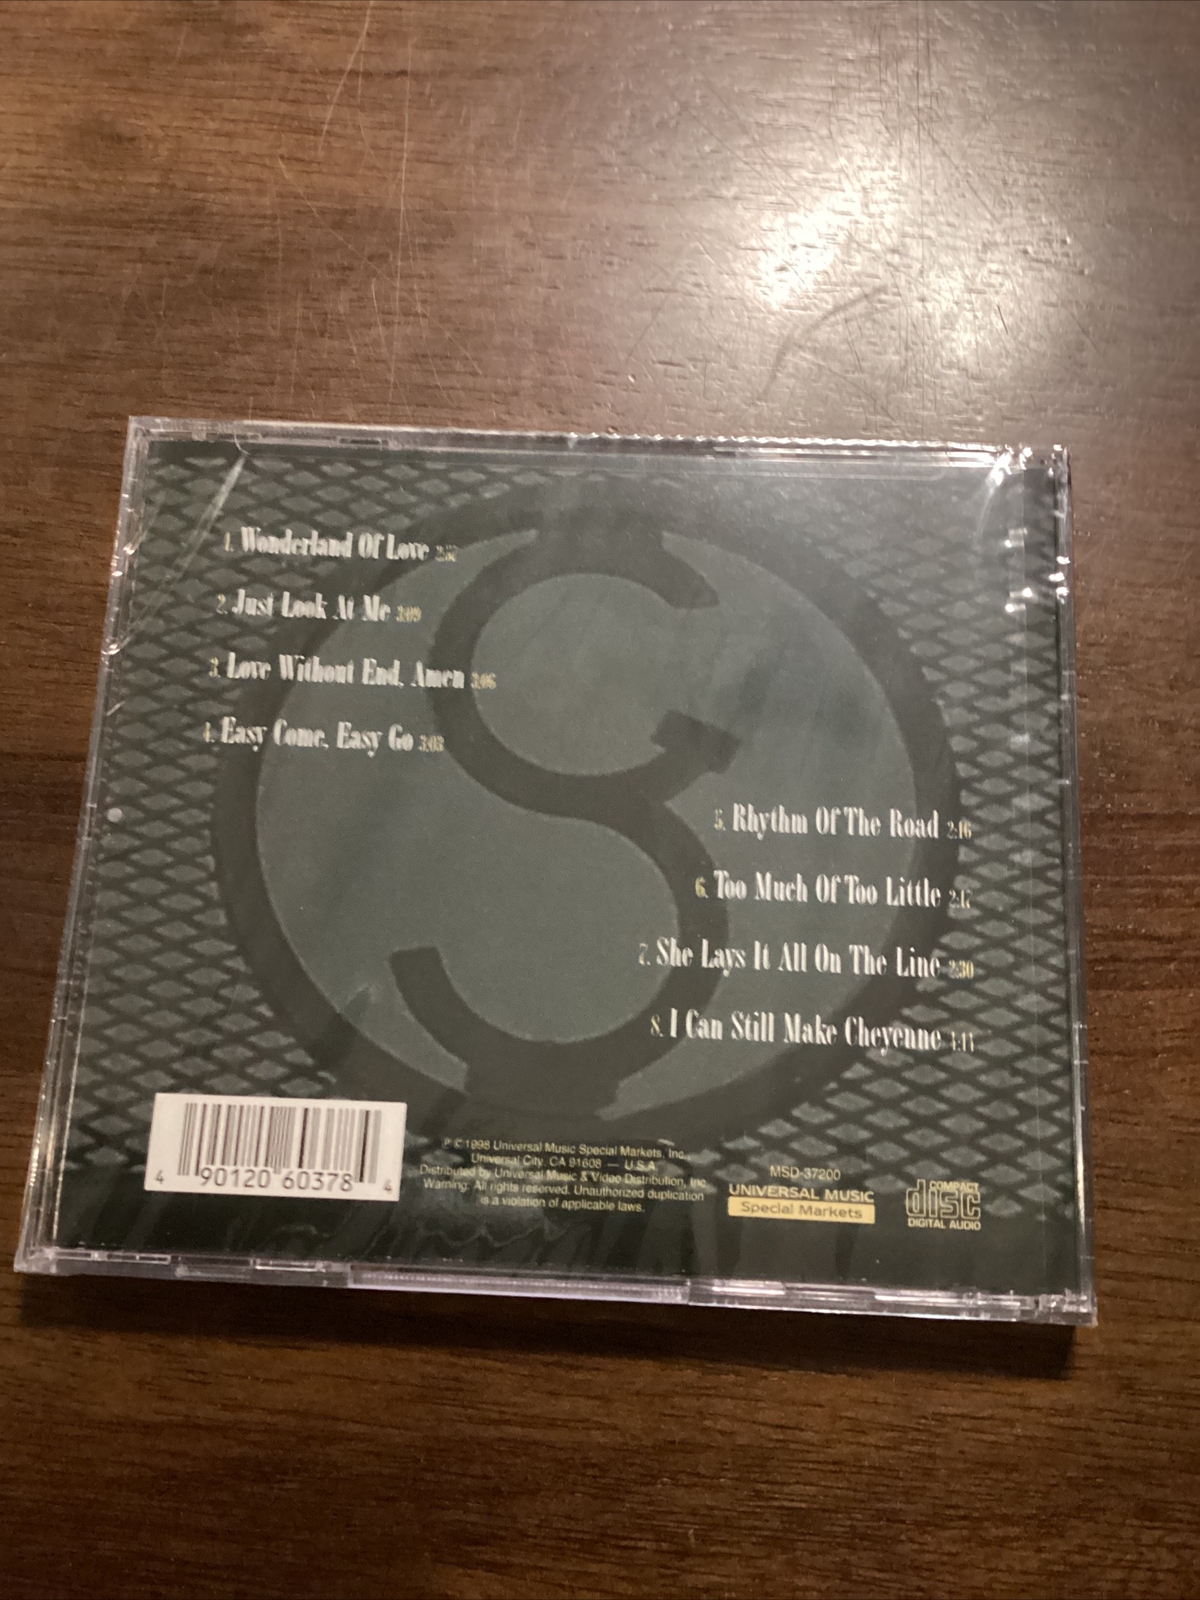 1. Wonderland Of Love
2. Just Look At Me 3:09
3. Love Without End, Amen 3:06
4. Easy Come, Easy Go 3:03
5. Rhythm Of The Road 2:16
6. Too Much Of Too Little 2:17
7. She Lays It All On The Line 2:30
8. I Can Still Make Cheyenne 4:14
4 90120 60378 4
℗ © 1998 Universal Music Special Markets, Inc.,
Universal City, CA 91608 — U.S.A.
Distributed by Universal Music & Video Distribution, Inc.
Warning: All rights reserved. Unauthorized duplication
is a violation of applicable laws.
MSD-37200
UNIVERSAL MUSIC
Special Markets
COMPACT
disc
DIGITAL AUDIO